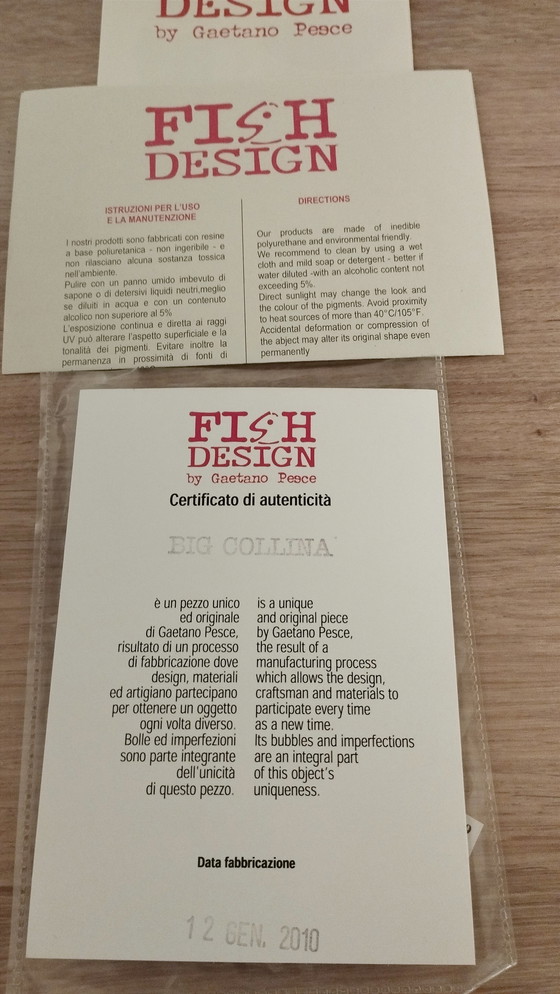 DESIGN
by Gaetano Pesce
FISH
DESIGN
ISTRUZIONI PER L'USO
E LA MANUTENZIONE
I nostri prodotti sono fabbricati con resine
a base poliuretanica - non ingeribile - e
non rilasciano alcuna sostanza tossica
nell'ambiente.
Pulire con un panno umido imbevuto di
sapone o di detersivi liquidi neutri,meglio
se diluiti in acqua e con un contenuto
alcolico non superiore al 5%
L'esposizione continua e diretta ai raggi
UV può alterare l'aspetto superficiale e la
tonalità dei pigmenti. Evitare inoltre la
permanenza in prossimità di fonti di
DIRECTIONS
Our products are made of inedible
polyurethane and environmental friendly.
We recommend to clean by using a wet
cloth and mild soap or detergent - better if
water diluted -with an alcoholic content not
exceeding 5%.
Direct sunlight may change the look and
the colour of the pigments. Avoid proximity
to heat sources of more than 40°C/105°F.
Accidental deformation or compression of
the abject may alter its original shape even
permanently
FISH
DESIGN
by Gaetano Pesce
Certificato di autenticità
BIG COLLINA
è un pezzo unico
ed originale
di Gaetano Pesce,
risultato di un processo
di fabbricazione dove
design, materiali
ed artigiano partecipano
per ottenere un oggetto
ogni volta diverso.
Bolle ed imperfezioni
sono parte integrante
dell'unicità
di questo pezzo.
is a unique
and original piece
by Gaetano Pesce,
the result of a
manufacturing process
which allows the design,
craftsman and materials to
participate every time
as a new time.
Its bubbles and imperfections
are an integral part
of this object's
uniqueness.
Data fabbricazione
12 GEN. 2010